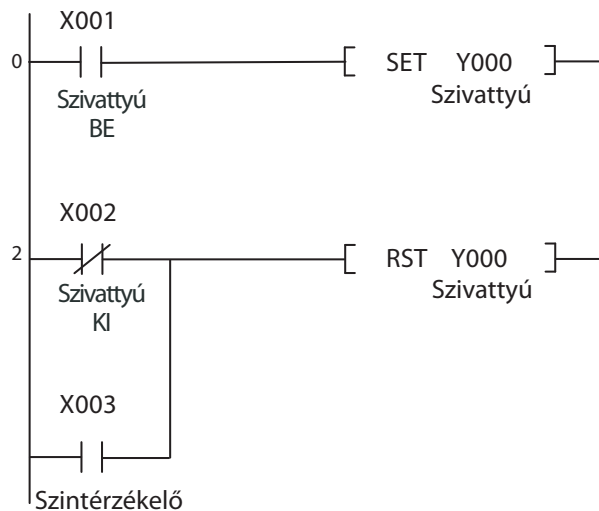 X001
0
SET Y000
Szivattyú
BE
Szivattyú
X002
2
RST Y000
Szivattyú
KI
Szivattyú
X003
Szintérzékelő